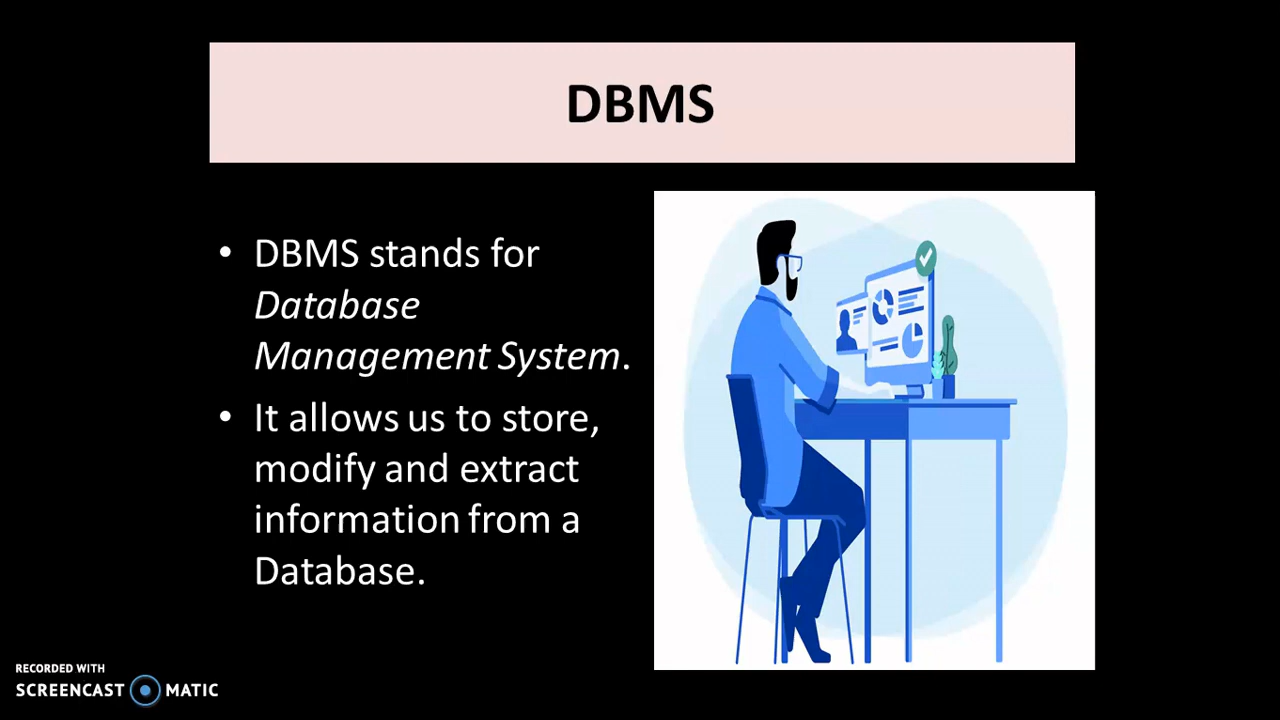 DBMS
• DBMS stands for
Database
Management System.
• It allows us to store,
modify and extract
information from a
Database.
RECORDED WITH
SCREENCAST MATIC